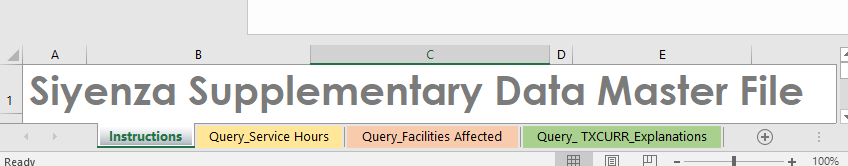 A B C D E
1 Siyenza Supplementary Data Master File
Instructions Query_Service Hours Query_Facilities Affected Query_ TXCURR_Explanations
Ready 100%